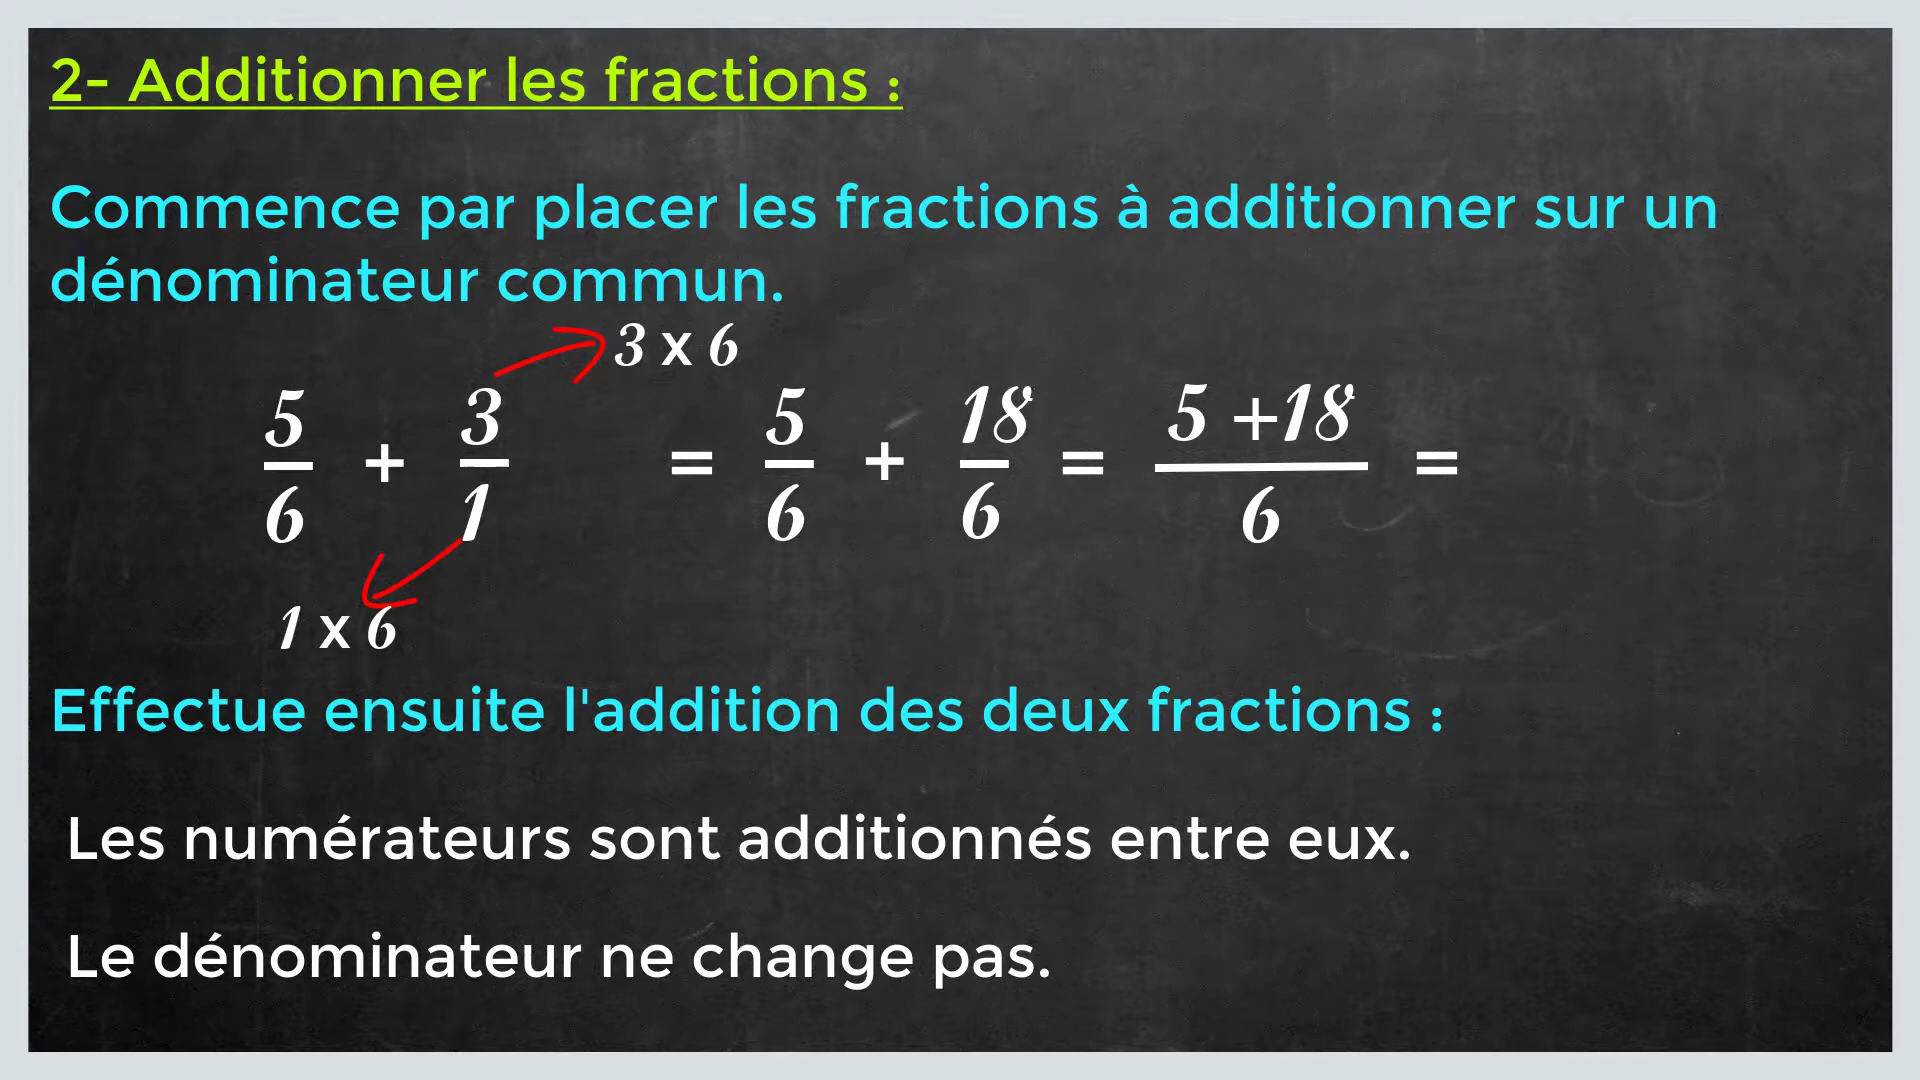 2- Additionner les fractions :
Commence par placer les fractions à additionner sur un
dénominateur commun.
3 x 6
5/6 + 3/1 = 5/6 + 18/6 = 5 +18/6 =
1 x 6
Effectue ensuite l'addition des deux fractions :
Les numérateurs sont additionnés entre eux.
Le dénominateur ne change pas.